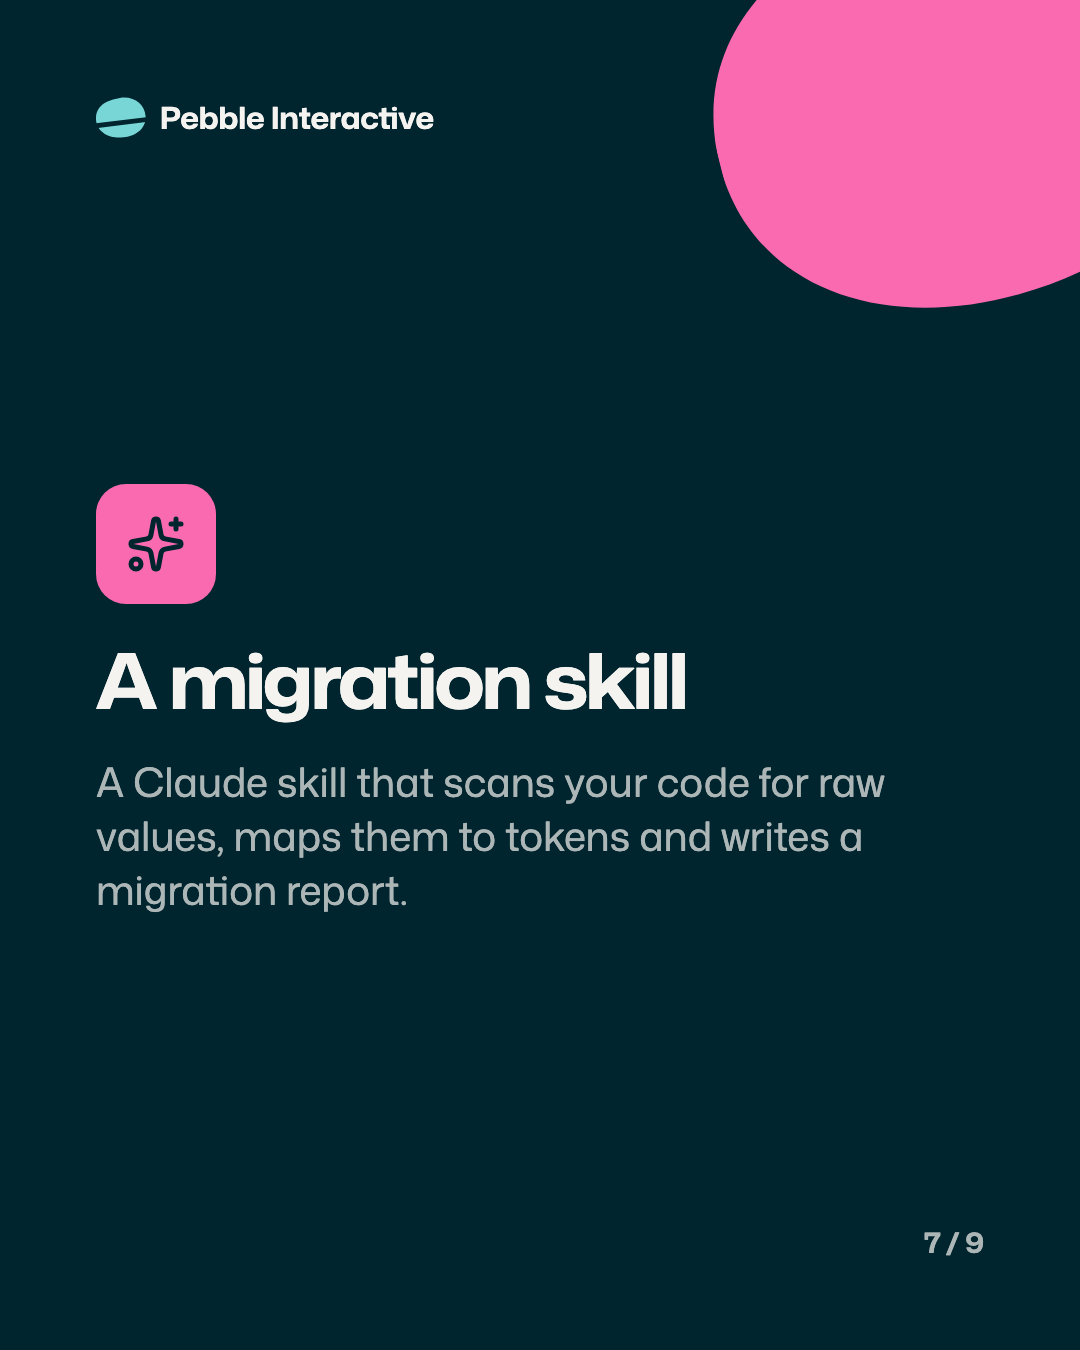 Pebble Interactive
A migration skill
A Claude skill that scans your code for raw
values, maps them to tokens and writes a
migration report.
7 / 9